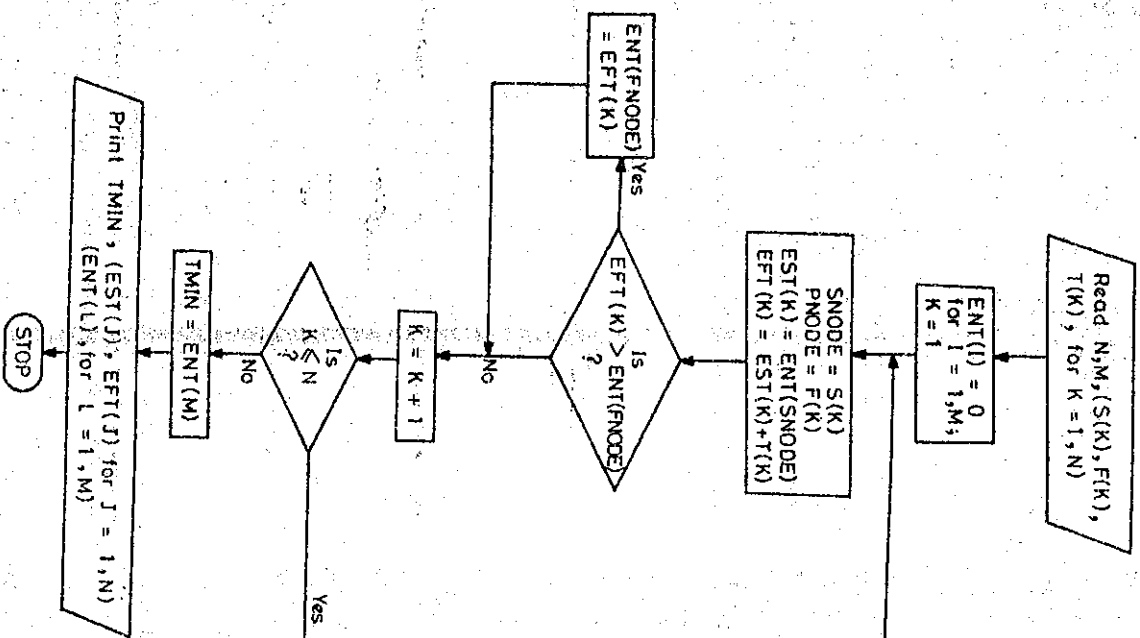 Read N,M,(S(K),F(K),
T(K), for K = 1,N)
ENT(I) = 0
for I = 1,M;
K = 1
SNODE = S(K)
PNODE = F(K)
EST(K) = ENT(SNODE)
EFT(K) = EST(K)+T(K)
Is
EFT(K) > ENT(FNODE)
?
Yes
ENT(FNODE)
= EFT(K)
No
K = K + 1
Is
K ⩽ N
?
Yes
No
TMIN = ENT(M)
Print TMIN, (EST(J), EFT(J) for J = 1,N)
(ENT(L), for L = 1,M)
STOP